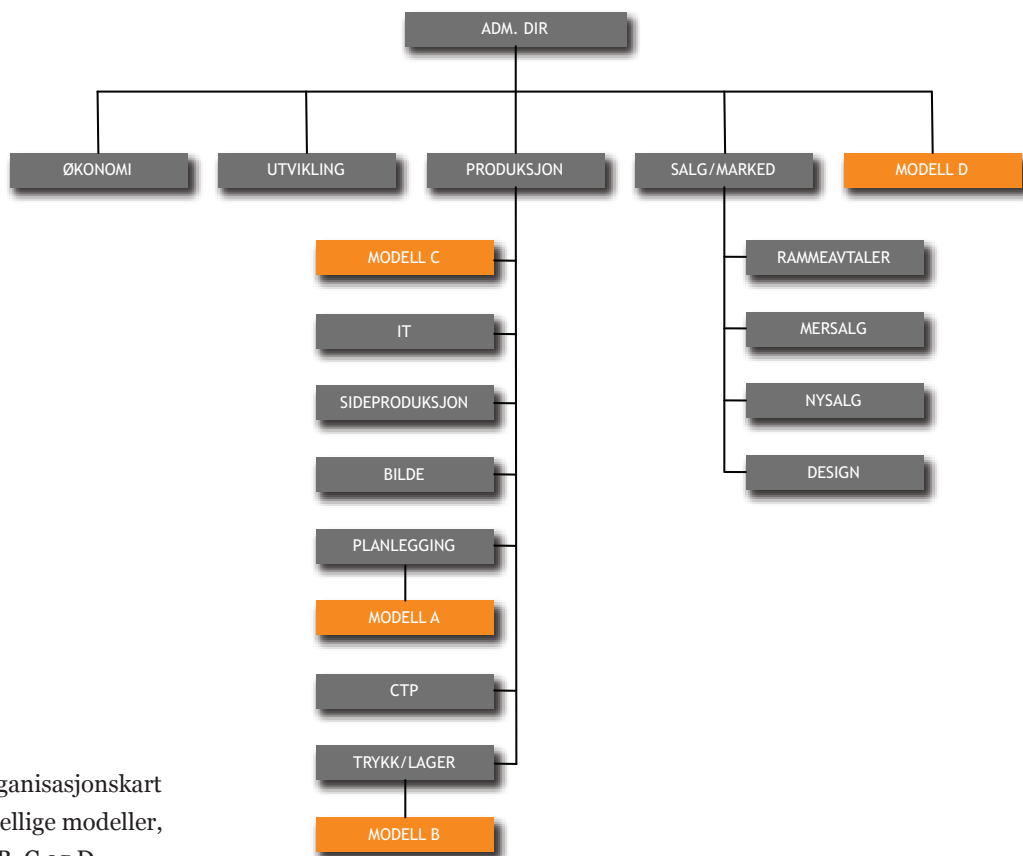 ADM. DIR
ØKONOMI
UTVIKLING
PRODUKSJON
SALG/MARKED
MODELL D
MODELL C
RAMMEAVTALER
IT
MERSALG
SIDEPRODUKSJON
NYSALG
BILDE
DESIGN
PLANLEGGING
MODELL A
CTP
TRYKK/LAGER
MODELL B
ganisasjonskart
ellige modeller,